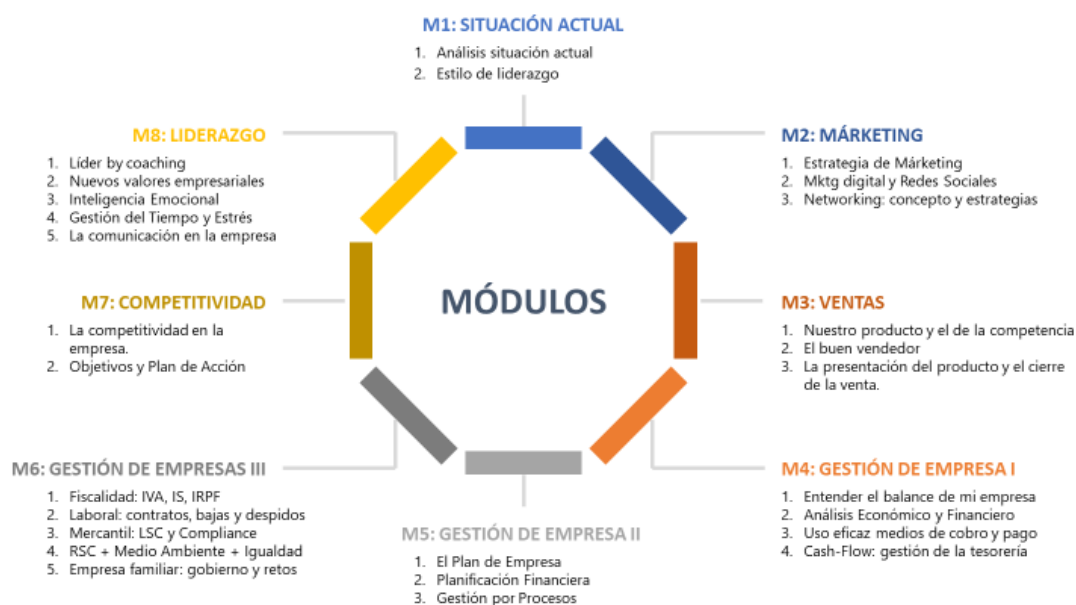 M1: SITUACIÓN ACTUAL
1. Análisis situación actual
2. Estilo de liderazgo
M8: LIDERAZGO
1. Líder by coaching
2. Nuevos valores empresariales
3. Inteligencia Emocional
4. Gestión del Tiempo y Estrés
5. La comunicación en la empresa
M2: MÁRKETING
1. Estrategia de Márketing
2. Mktg digital y Redes Sociales
3. Networking: concepto y estrategias
MÓDULOS
M7: COMPETITIVIDAD
1. La competitividad en la
empresa.
2. Objetivos y Plan de Acción
M3: VENTAS
1. Nuestro producto y el de la competencia
2. El buen vendedor
3. La presentación del producto y el cierre
de la venta.
M6: GESTIÓN DE EMPRESAS III
1. Fiscalidad: IVA, IS, IRPF
2. Laboral: contratos, bajas y despidos
3. Mercantil: LSC y Compliance
4. RSC + Medio Ambiente + Igualdad
5. Empresa familiar: gobierno y retos
M4: GESTIÓN DE EMPRESA I
1. Entender el balance de mi empresa
2. Análisis Económico y Financiero
3. Uso eficaz medios de cobro y pago
4. Cash-Flow: gestión de la tesorería
M5: GESTIÓN DE EMPRESA II
1. El Plan de Empresa
2. Planificación Financiera
3. Gestión por Procesos